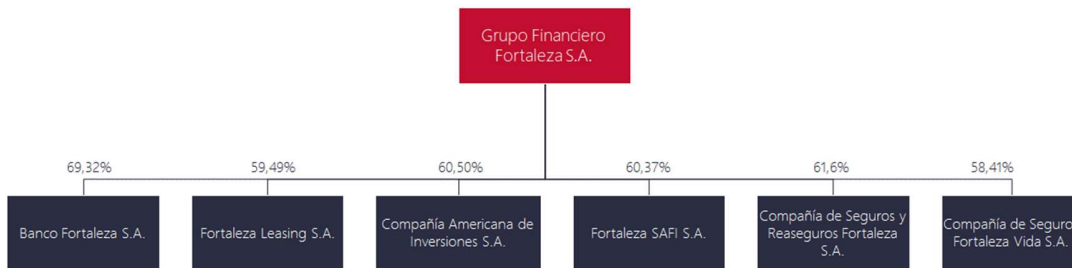 Grupo Financiero
Fortaleza S.A.
69,32%
59,49%
60,50%
60,37%
61,6%
58,41%
Banco Fortaleza S.A.
Fortaleza Leasing S.A.
Compañía Americana de
Inversiones S.A.
Fortaleza SAFI S.A.
Compañía de Seguros y
Reaseguros Fortaleza
S.A.
Compañía de Seguro
Fortaleza Vida S.A.